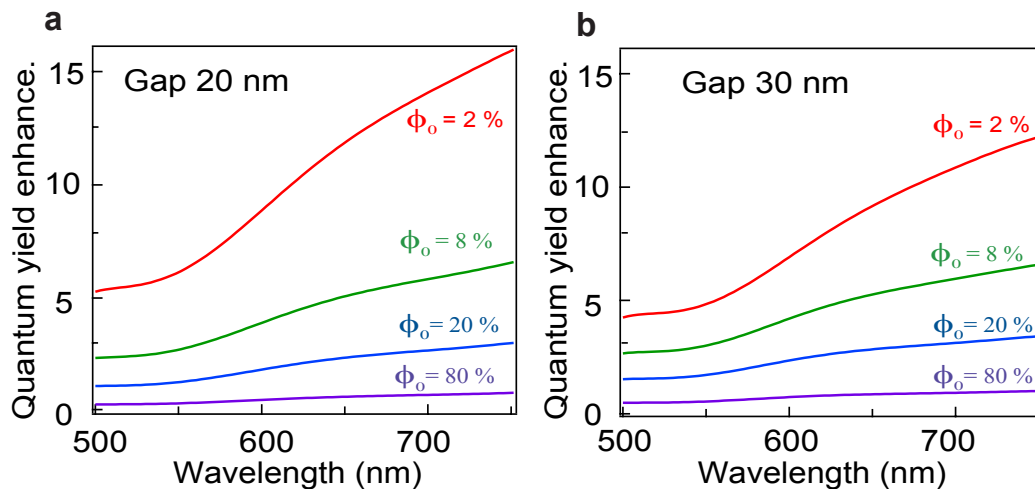 a
Quantum yield enhance.
15
10
5
0
Gap 20 nm
ϕo = 2 %
ϕo = 8 %
ϕo = 20 %
ϕo = 80 %
500
600
700
Wavelength (nm)
b
Quantum yield enhance.
15
10
5
0
Gap 30 nm
ϕo = 2 %
ϕo = 8 %
ϕo = 20 %
ϕo = 80 %
500
600
700
Wavelength (nm)